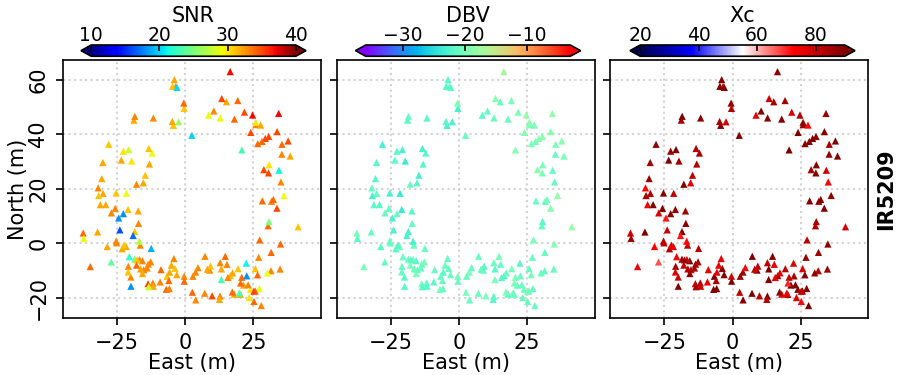 SNR DBV Xc
10 20 30 40 −30 −20 −10 20 40 60 80
60
40
20
0
−20
North (m)
IR5209
−25 0 25 −25 0 25 −25 0 25
East (m) East (m) East (m)